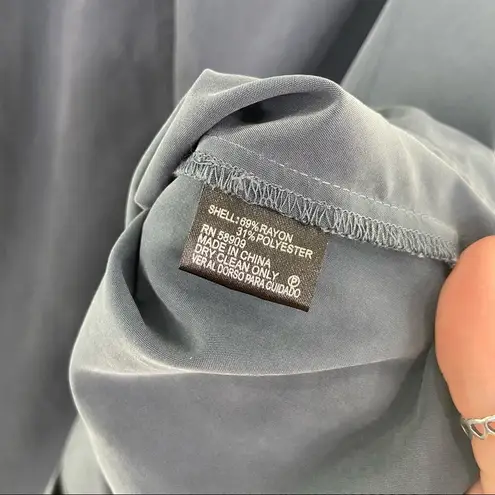 SHELL: 69% RAYON
31% POLYESTER
RN 58909
MADE IN CHINA
DRY CLEAN ONLY
VER AL DORSO PARA CUIDADO
P